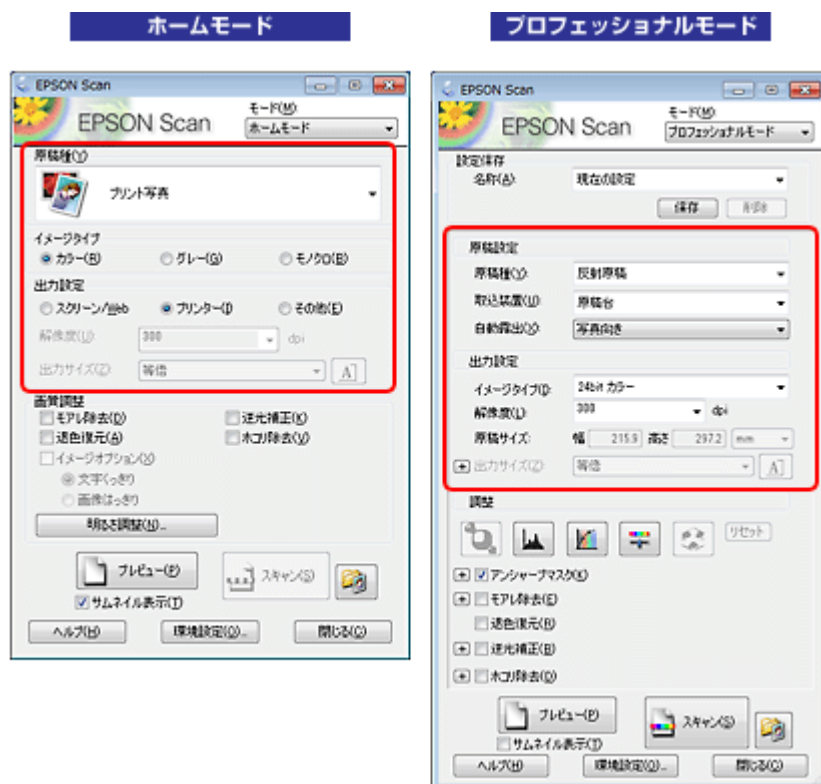 ホームモード
EPSON Scan
EPSON Scan
モード(M):
ホームモード
原稿種(Y)
プリント写真
イメージタイプ
カラー(R) グレー(G) モノクロ(B)
出力設定
スクリーン/Web プリンター(I) その他(E)
解像度(U): 300 dpi
出力サイズ(Z): 等倍
画質調整
モアレ除去(D) 逆光補正(K)
退色復元(A) ホコリ除去(V)
イメージオプション(X)
文字くっきり
画像はっきり
明るさ調整(N)...
プレビュー(P) スキャン(S)
サムネイル表示(T)
ヘルプ(H) 環境設定(O)... 閉じる(C)
プロフェッショナルモード
EPSON Scan
EPSON Scan
モード(M):
プロフェッショナルモード
設定保存
名称(A): 現在の設定
保存 削除
原稿設定
原稿種(Y): 反射原稿
取込装置(U): 原稿台
自動露出(X): 写真向き
出力設定
イメージタイプ(I): 24bit カラー
解像度(L): 300 dpi
原稿サイズ: 幅 215.9 高さ 297.2 mm
出力サイズ(Z): 等倍
調整
リセット
アンシャープマスク(K)
モアレ除去(E)
退色復元(R)
逆光補正(B)
ホコリ除去(D)
プレビュー(P) スキャン(S)
サムネイル表示(T)
ヘルプ(H) 環境設定(O)... 閉じる(C)